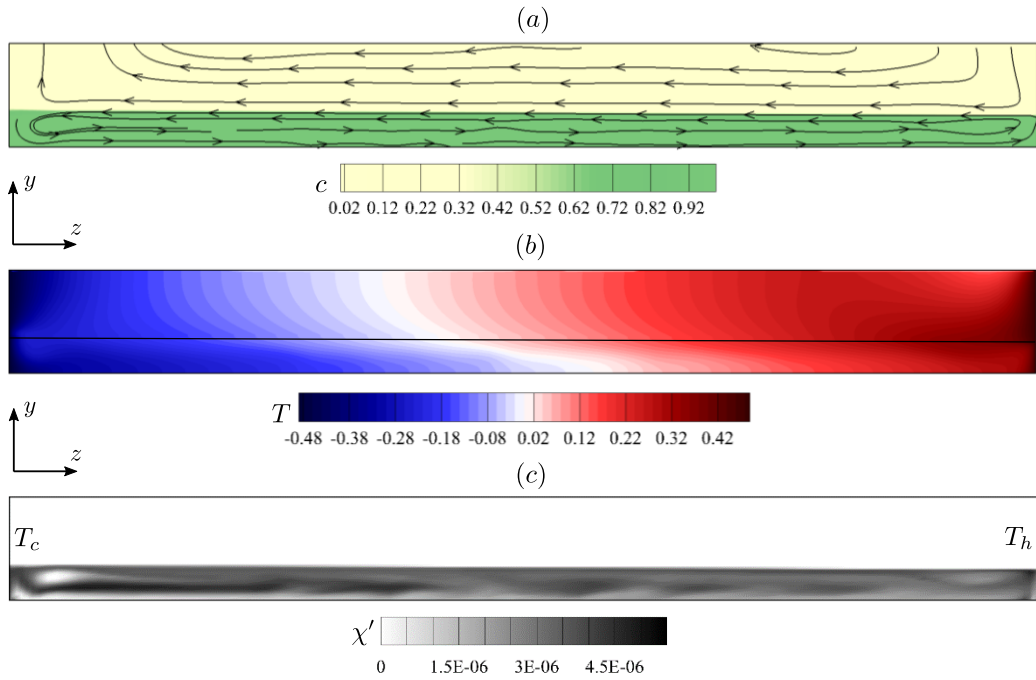 (a)
c
0.02 0.12 0.22 0.32 0.42 0.52 0.62 0.72 0.82 0.92
y
z
(b)
T
-0.48 -0.38 -0.28 -0.18 -0.08 0.02 0.12 0.22 0.32 0.42
y
z
(c)
T_c
T_h
χ′
0 1.5E-06 3E-06 4.5E-06